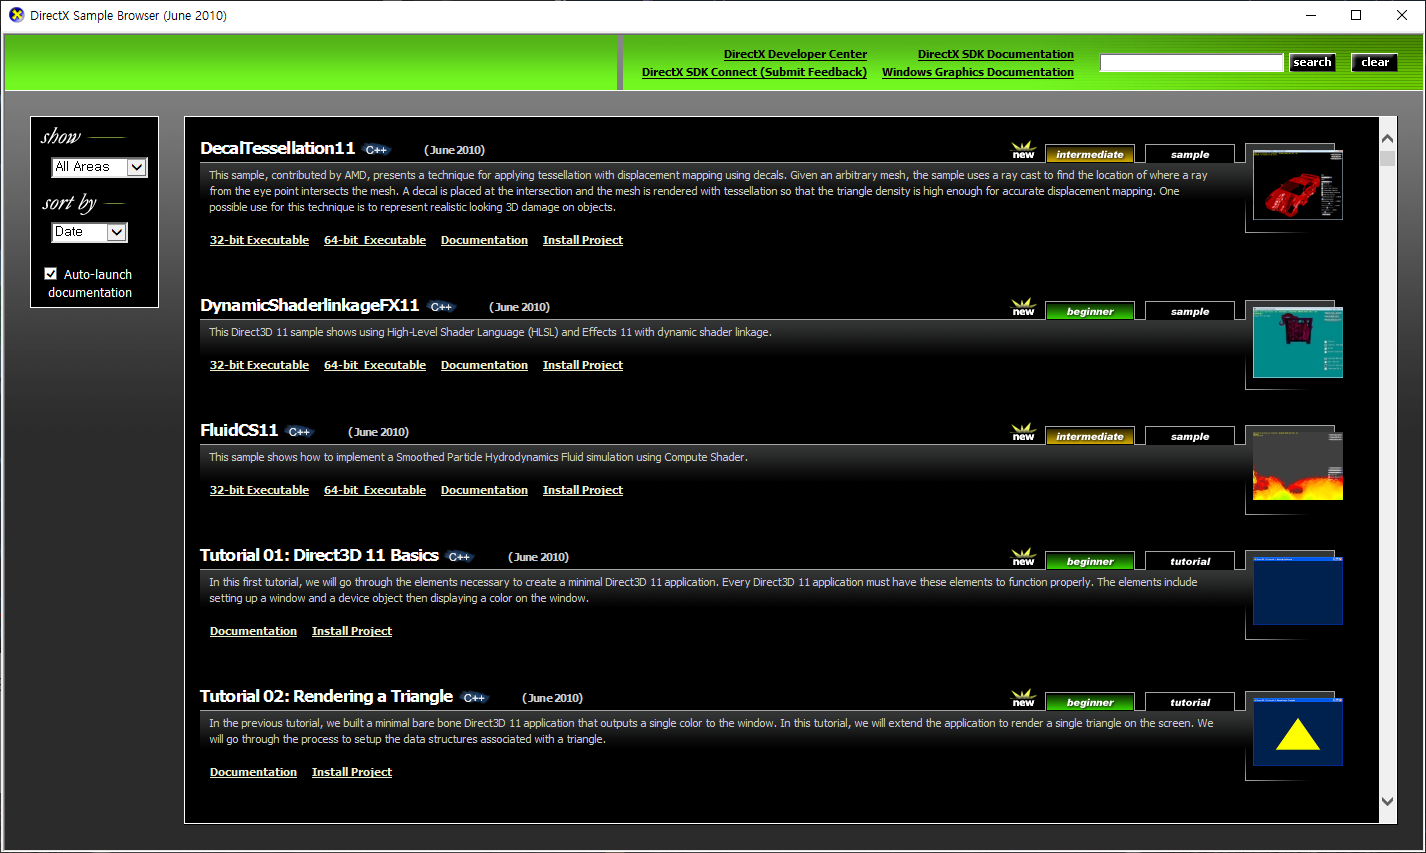 DirectX Sample Browser (June 2010)
DirectX Developer Center
DirectX SDK Documentation
DirectX SDK Connect (Submit Feedback)
Windows Graphics Documentation
search
clear
show
All Areas
sort by
Date
Auto-launch
documentation
DecalTessellation11 C++ (June 2010)
new intermediate sample
This sample, contributed by AMD, presents a technique for applying tessellation with displacement mapping using decals. Given an arbitrary mesh, the sample uses a ray cast to find the location of where a ray
from the eye point intersects the mesh. A decal is placed at the intersection and the mesh is rendered with tessellation so that the triangle density is high enough for accurate displacement mapping. One
possible use for this technique is to represent realistic looking 3D damage on objects.
32-bit Executable 64-bit Executable Documentation Install Project
DynamicShaderlinkageFX11 C++ (June 2010)
new beginner sample
This Direct3D 11 sample shows using High-Level Shader Language (HLSL) and Effects 11 with dynamic shader linkage.
32-bit Executable 64-bit Executable Documentation Install Project
FluidCS11 C++ (June 2010)
new intermediate sample
This sample shows how to implement a Smoothed Particle Hydrodynamics Fluid simulation using Compute Shader.
32-bit Executable 64-bit Executable Documentation Install Project
Tutorial 01: Direct3D 11 Basics C++ (June 2010)
new beginner tutorial
In this first tutorial, we will go through the elements necessary to create a minimal Direct3D 11 application. Every Direct3D 11 application must have these elements to function properly. The elements include
setting up a window and a device object then displaying a color on the window.
Documentation Install Project
Tutorial 02: Rendering a Triangle C++ (June 2010)
new beginner tutorial
In the previous tutorial, we built a minimal bare bone Direct3D 11 application that outputs a single color to the window. In this tutorial, we will extend the application to render a single triangle on the screen. We
will go through the process to setup the data structures associated with a triangle.
Documentation Install Project